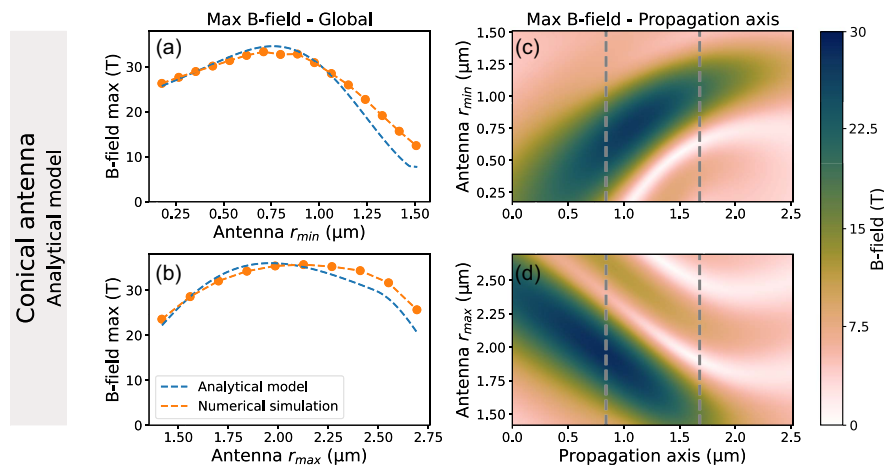 Max B-field - Global
Max B-field - Propagation axis
Conical antenna
Analytical model
(a)
B-field max (T)
30
20
10
0
0.25 0.50 0.75 1.00 1.25 1.50
Antenna r_min (μm)
(c)
Antenna r_min (μm)
1.50
1.25
1.00
0.75
0.50
0.25
0.0 0.5 1.0 1.5 2.0 2.5
(b)
B-field max (T)
30
20
10
0
Analytical model
Numerical simulation
1.50 1.75 2.00 2.25 2.50 2.75
Antenna r_max (μm)
(d)
Antenna r_max (μm)
2.50
2.25
2.00
1.75
1.50
0.0 0.5 1.0 1.5 2.0 2.5
Propagation axis (μm)
30
22.5
15
7.5
0
B-field (T)